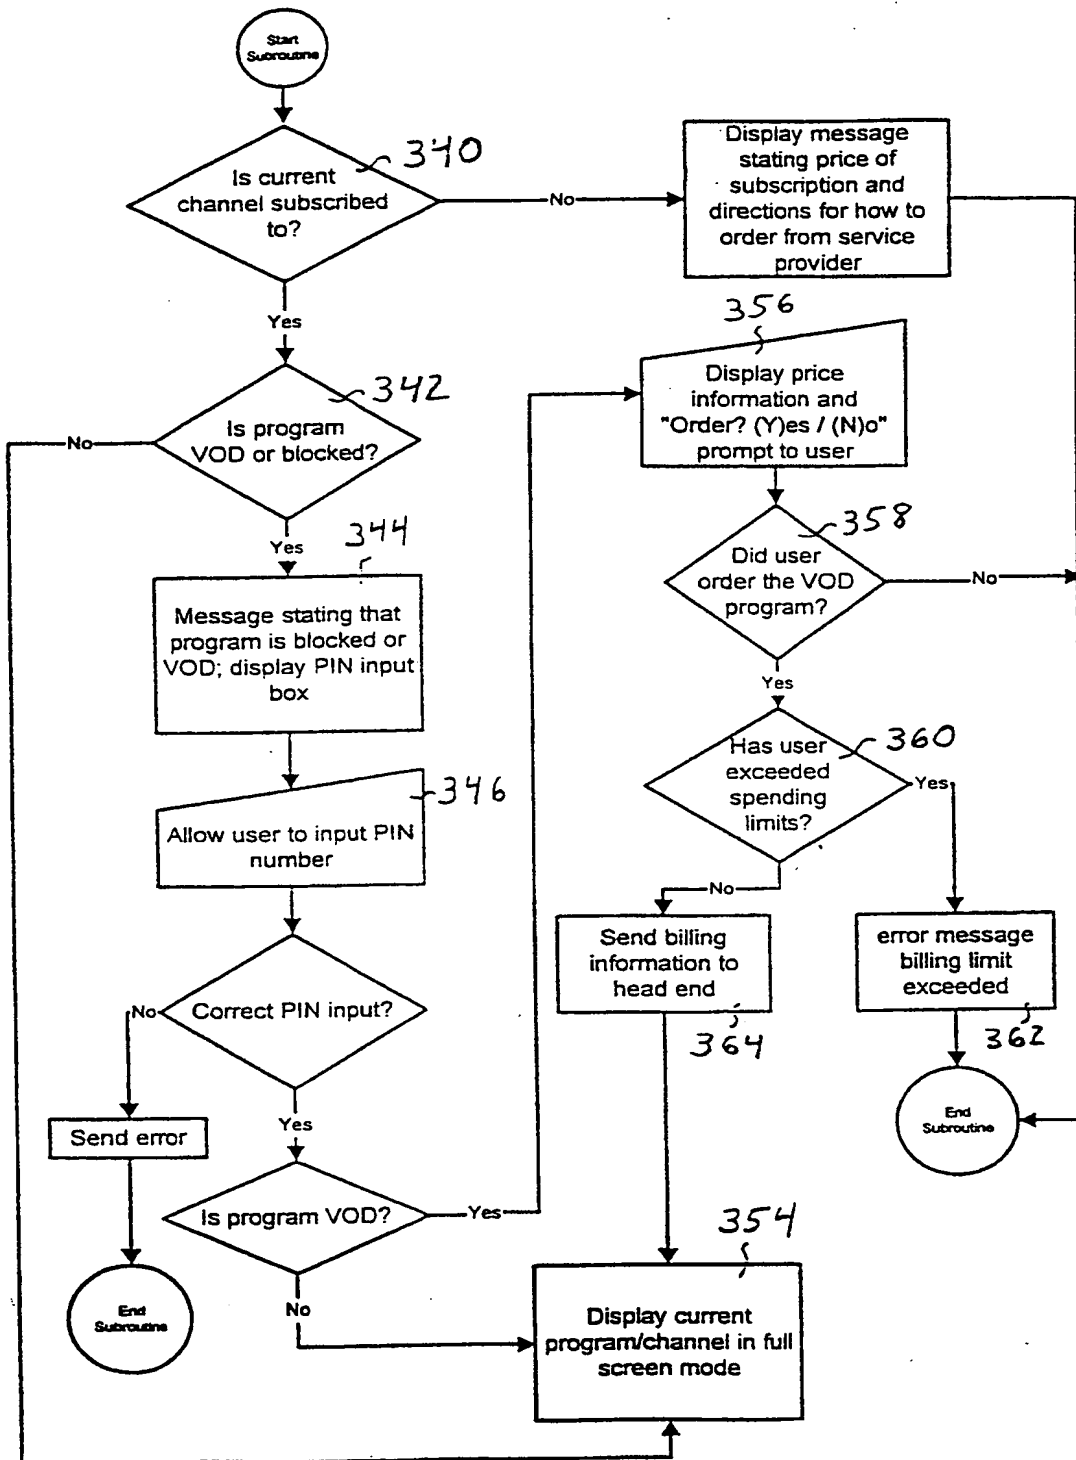 Start
Subroutine
340
Is current
channel subscribed
to?
No
Display message
stating price of
subscription and
directions for how to
order from service
provider
Yes
342
Is program
VOD or blocked?
No
Yes
344
Message stating that
program is blocked or
VOD; display PIN input
box
346
Allow user to input PIN
number
Correct PIN input?
No
Send error
End
Subroutine
Yes
Is program VOD?
Yes
No
356
Display price
information and
"Order? (Y)es / (N)o"
prompt to user
358
Did user
order the VOD
program?
No
Yes
360
Has user
exceeded
spending
limits?
Yes
No
Send billing
information to
head end
364
error message
billing limit
exceeded
362
End
Subroutine
354
Display current
program/channel in full
screen mode